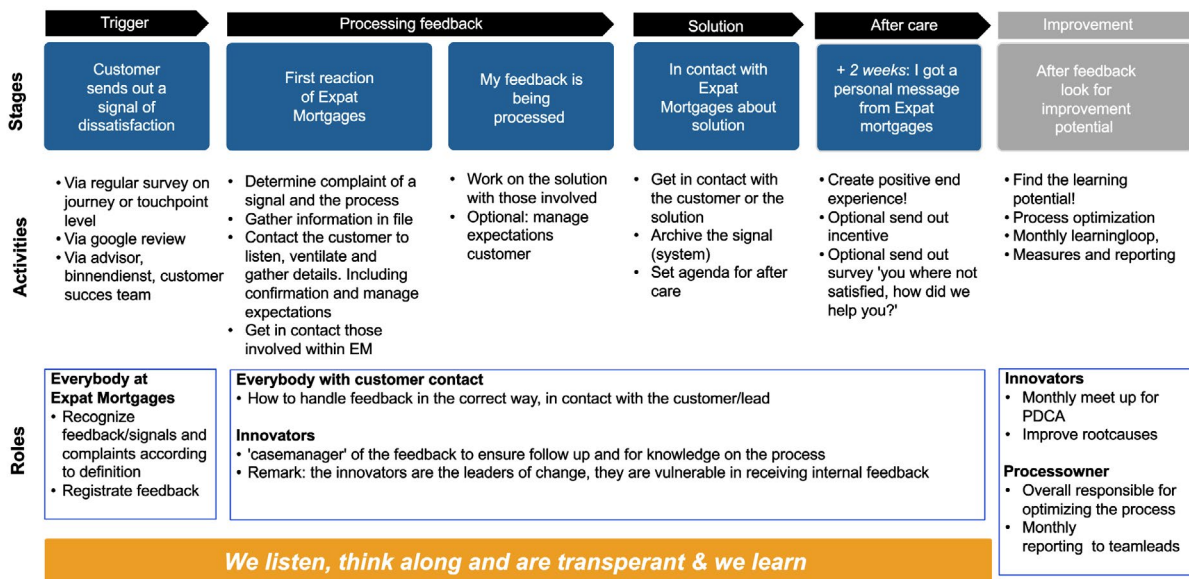 Trigger
Processing feedback
Solution
After care
Improvement
Stages
Customer
sends out a
signal of
dissatisfaction
First reaction
of Expat
Mortgages
My feedback is
being
processed
In contact with
Expat
Mortgages about
solution
+ 2 weeks: I got a
personal message
from Expat
mortgages
After feedback
look for
improvement
potential
Activities
• Via regular survey on
journey or touchpoint
level
• Via google review
• Via advisor,
binnendienst, customer
succes team
• Determine complaint of a
signal and the process
• Gather information in file
• Contact the customer to
listen, ventilate and
gather details. Including
confirmation and manage
expectations
• Get in contact those
involved within EM
• Work on the solution
with those involved
• Optional: manage
expectations
customer
• Get in contact with
the customer or the
solution
• Archive the signal
(system)
• Set agenda for after
care
• Create positive end
experience!
• Optional send out
incentive
• Optional send out
survey 'you where not
satisfied, how did we
help you?'
• Find the learning
potential!
• Process optimization
• Monthly learningloop,
• Measures and reporting
Roles
Everybody at
Expat Mortgages
• Recognize
feedback/signals and
complaints according
to definition
• Registrate feedback
Everybody with customer contact
• How to handle feedback in the correct way, in contact with the customer/lead
Innovators
• 'casemanager' of the feedback to ensure follow up and for knowledge on the process
• Remark: the innovators are the leaders of change, they are vulnerable in receiving internal feedback
Innovators
• Monthly meet up for
PDCA
• Improve rootcauses
Processowner
• Overall responsible for
optimizing the process
• Monthly
reporting to teamleads
We listen, think along and are transperant & we learn